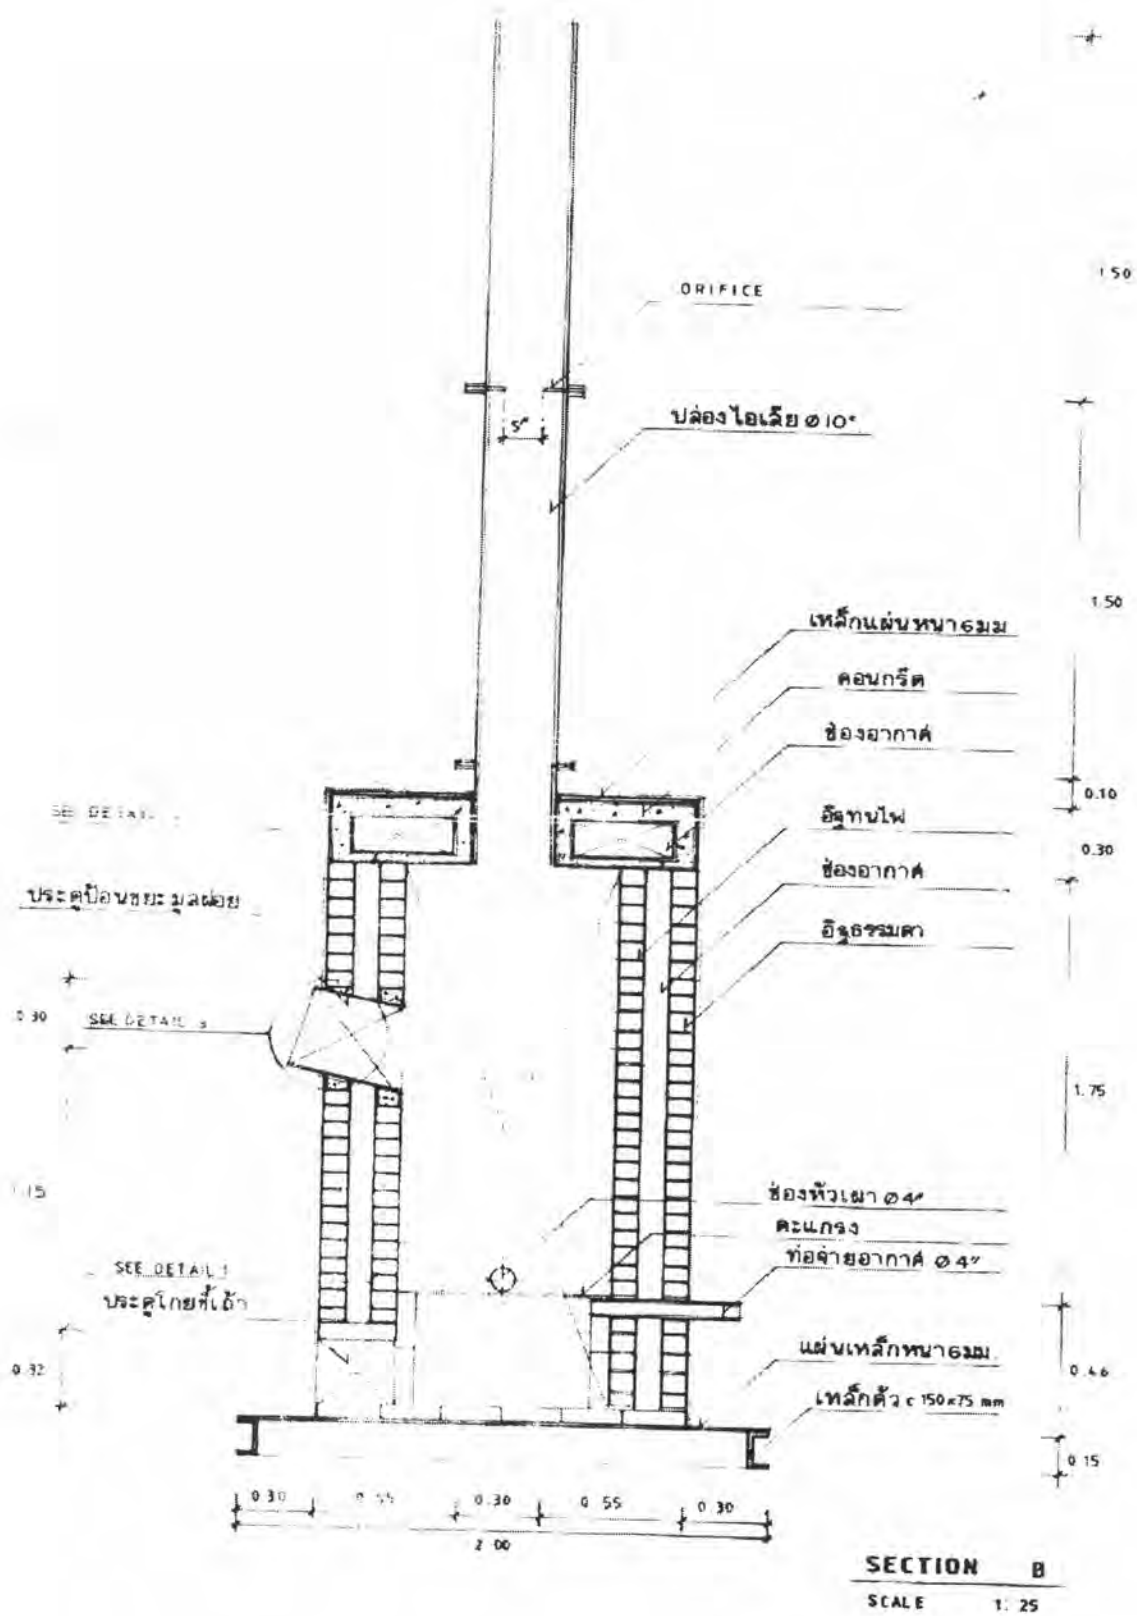 1.50
ORIFICE
5"
ปล่องไอเสีย Ø 10"
1.50
เหล็กแผ่นหนา 6 มม
คอนกรีต
ช่องอากาศ
0.10
SEE DETAIL
อิฐทนไฟ
0.30
ช่องอากาศ
ประตูป้อนขยะมูลฝอย
อิฐธรรมดา
0.30
SEE DETAIL 3
1.75
ช่องหัวเผา Ø 4"
ตะแกรง
ท่อจ่ายอากาศ Ø 4"
SEE DETAIL 1
ประตูโกยขี้เถ้า
0.32
แผ่นเหล็กหนา 6 มม.
0.46
เหล็กตัว c 150x75 mm
0.15
0.30 0.55 0.30 0.55 0.30
2.00
SECTION B
SCALE 1:25